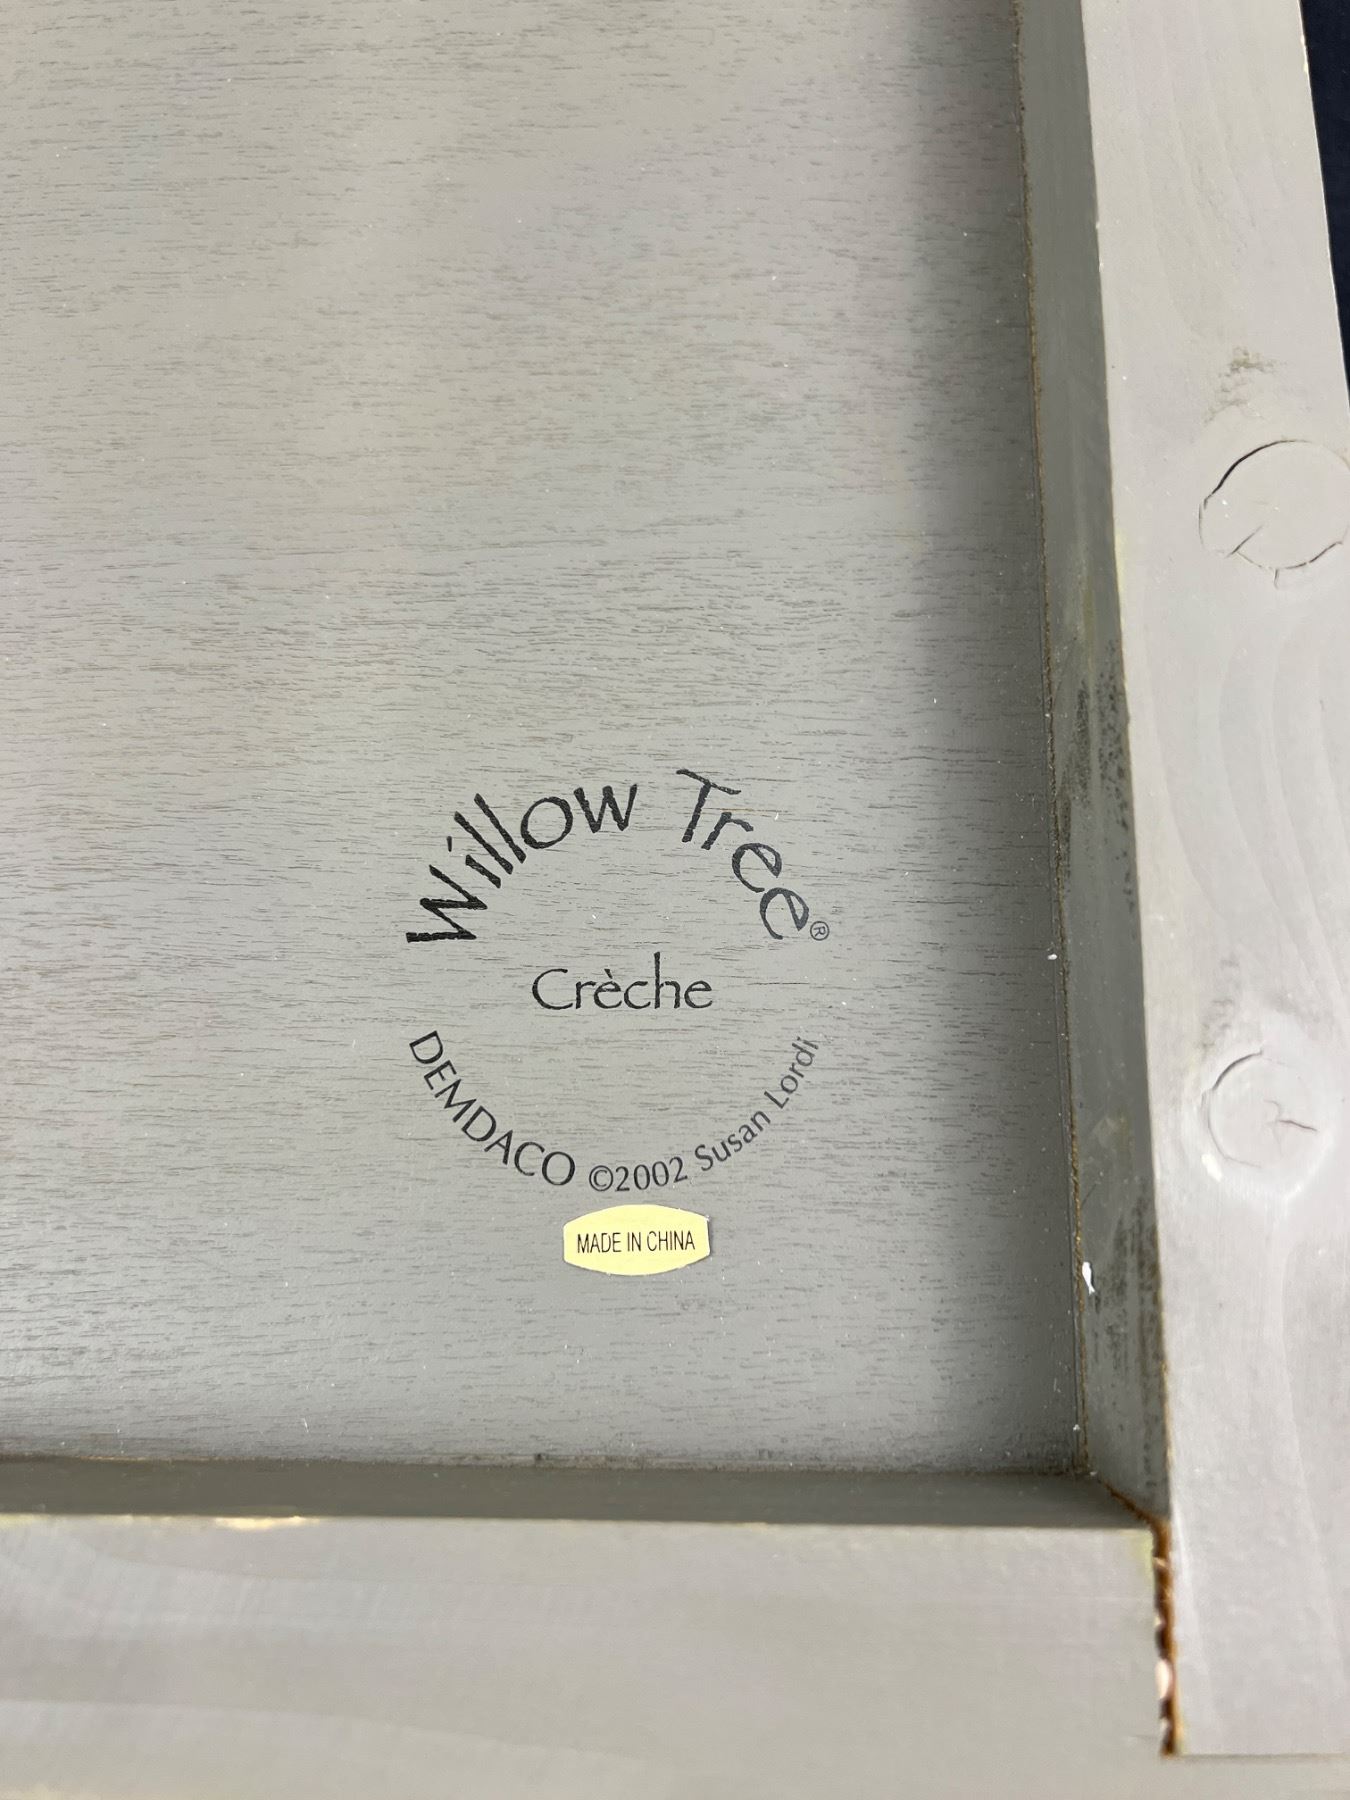 Willow Tree®
Crèche
DEMDACO ©2002 Susan Lordi
MADE IN CHINA